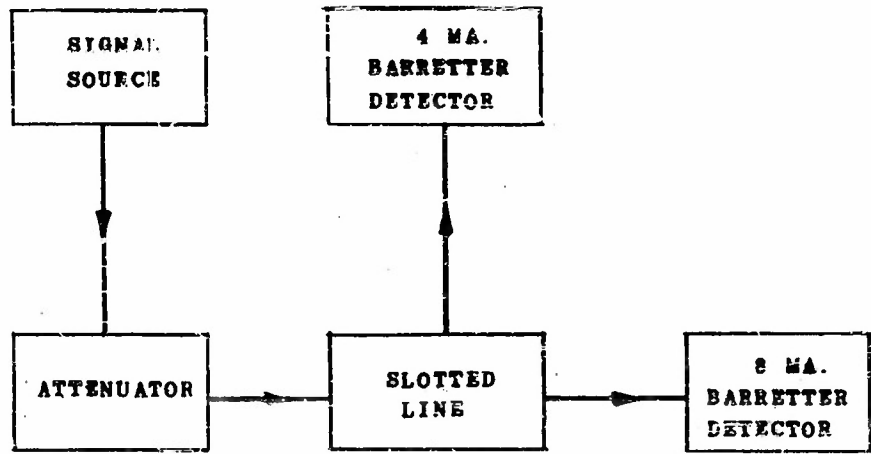 SIGNAL
SOURCE
4 MA.
BARRETTER
DETECTOR
ATTENUATOR
SLOTTED
LINE
8 MA.
BARRETTER
DETECTOR